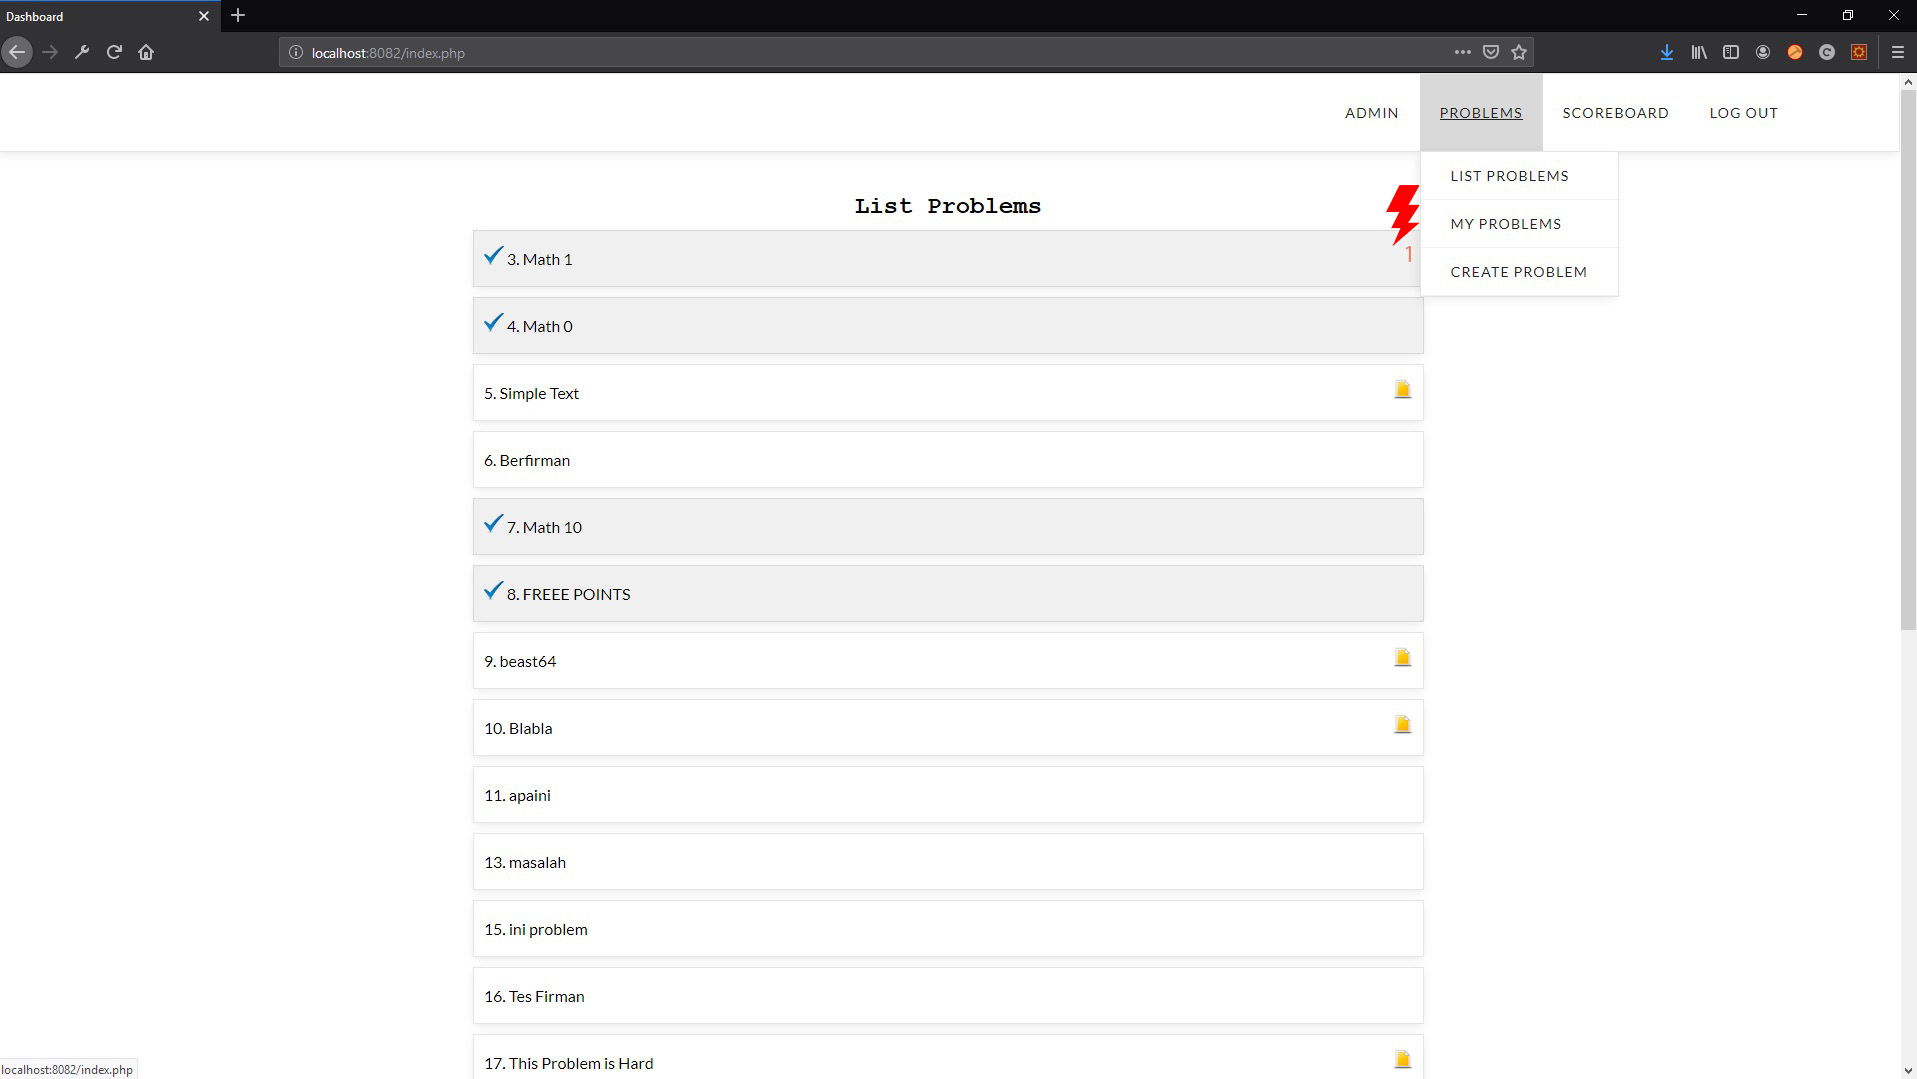 Dashboard
localhost:8082/index.php
ADMIN
PROBLEMS
SCOREBOARD
LOG OUT
LIST PROBLEMS
MY PROBLEMS
CREATE PROBLEM
List Problems
3. Math 1
1
4. Math 0
5. Simple Text
6. Berfirman
7. Math 10
8. FREEE POINTS
9. beast64
10. Blabla
11. apaini
13. masalah
15. ini problem
16. Tes Firman
17. This Problem is Hard
localhost:8082/index.php